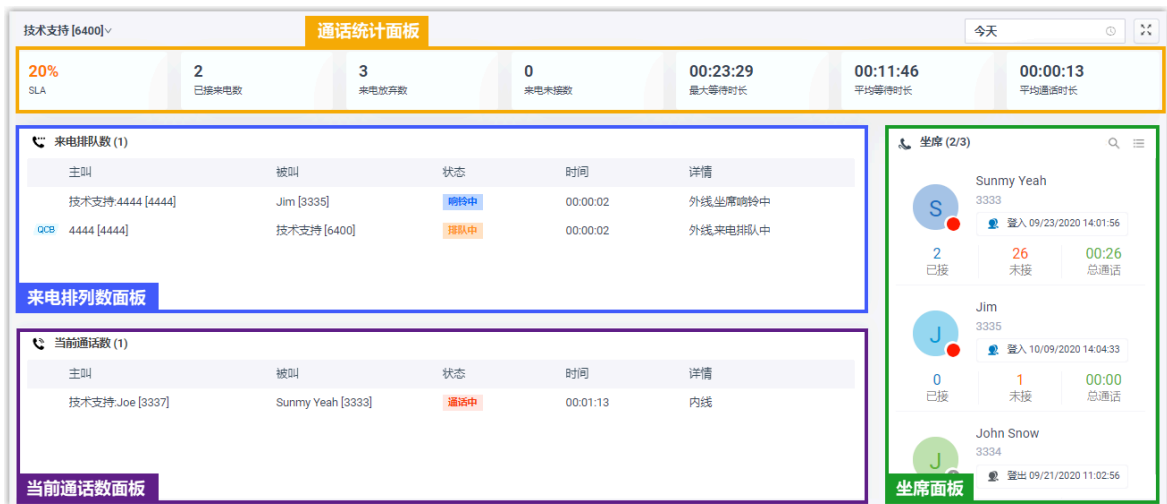 技术支持 [6400]
通话统计面板
今天
20% 2 3 0 00:23:29 00:11:46 00:00:13
SLA 已接来电数 来电放弃数 来电未接数 最大等待时长 平均等待时长 平均通话时长
来电排队数 (1)
主叫 被叫 状态 时间 详情
技术支持:4444 [4444] Jim [3335] 响铃中 00:00:02 外线,坐席响铃中
QCB 4444 [4444] 技术支持 [6400] 排队中 00:00:02 外线,来电排队中
来电排列数面板
当前通话数 (1)
主叫 被叫 状态 时间 详情
技术支持:Joe [3337] Sunmy Yeah [3333] 通话中 00:01:13 内线
当前通话数面板
坐席 (2/3)
Sunmy Yeah
S
3333
登入 09/23/2020 14:01:56
2 26 00:26
已接 未接 总通话
Jim
J
3335
登入 10/09/2020 14:04:33
0 1 00:00
已接 未接 总通话
John Snow
J
3334
登出 09/21/2020 11:02:56
坐席面板